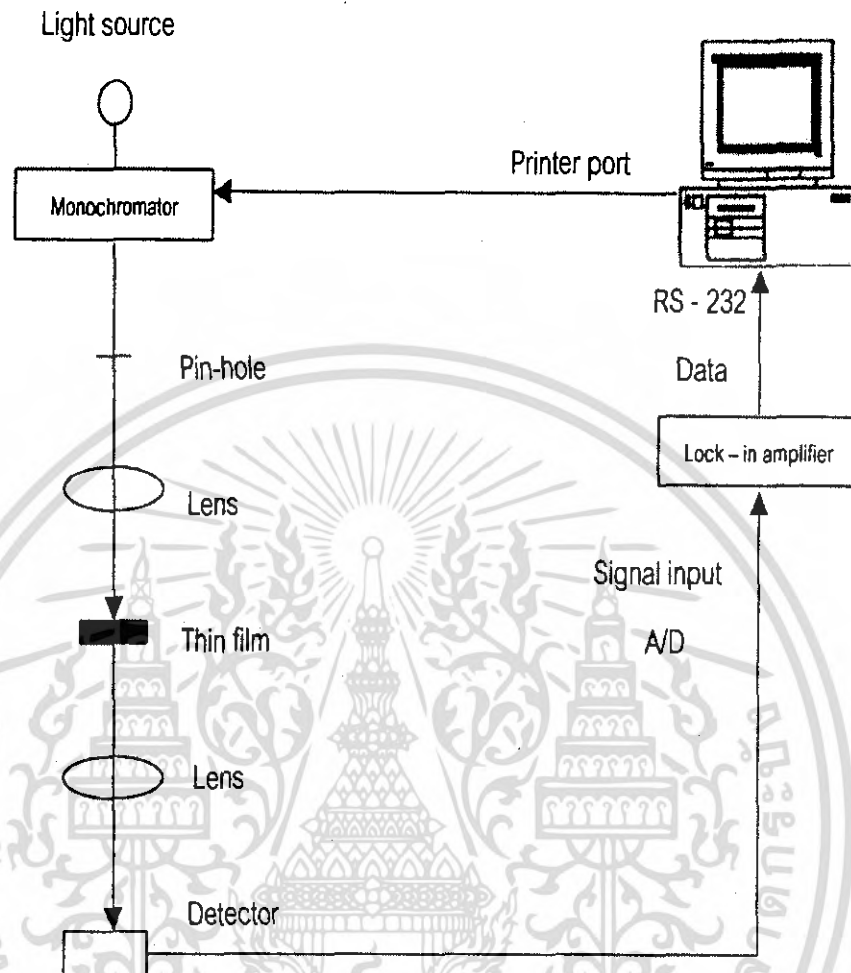 Light source
Printer port
Monochromator
RS - 232
Pin-hole
Data
Lock – in amplifier
Lens
Signal input
Thin film
A/D
Lens
Detector